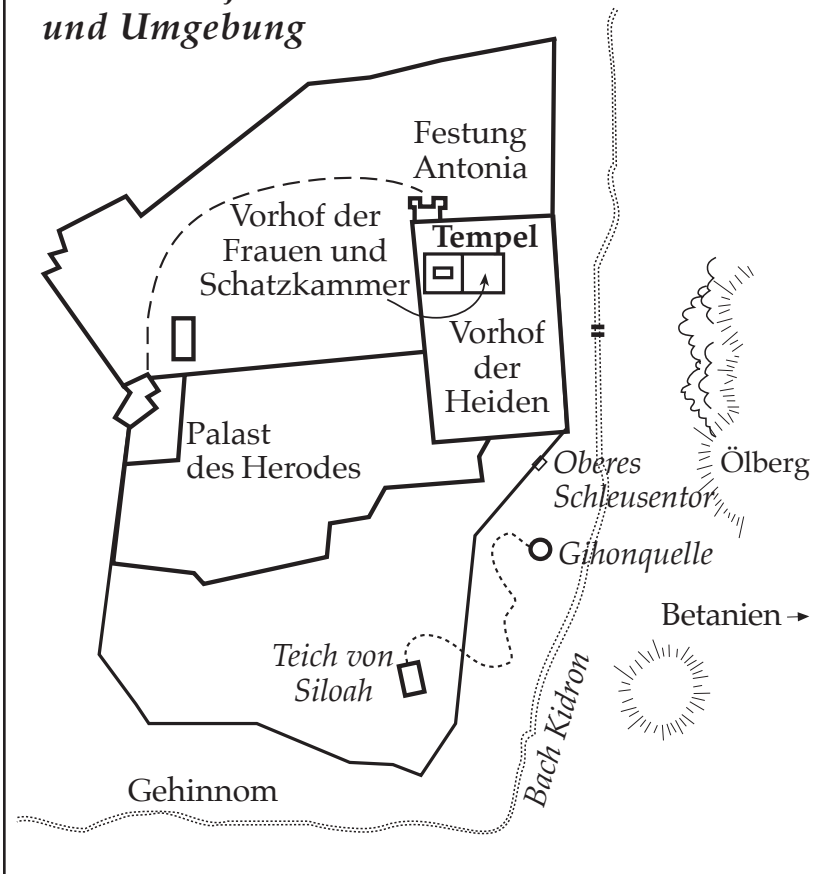 und Umgebung
Festung
Antonia
Vorhof der
Frauen und
Schatzkammer
Tempel
Vorhof
der
Heiden
Palast
des Herodes
Oberes
Schleusentor
Ölberg
Gihonquelle
Betanien
Teich von
Siloah
Bach Kidron
Gehinnom